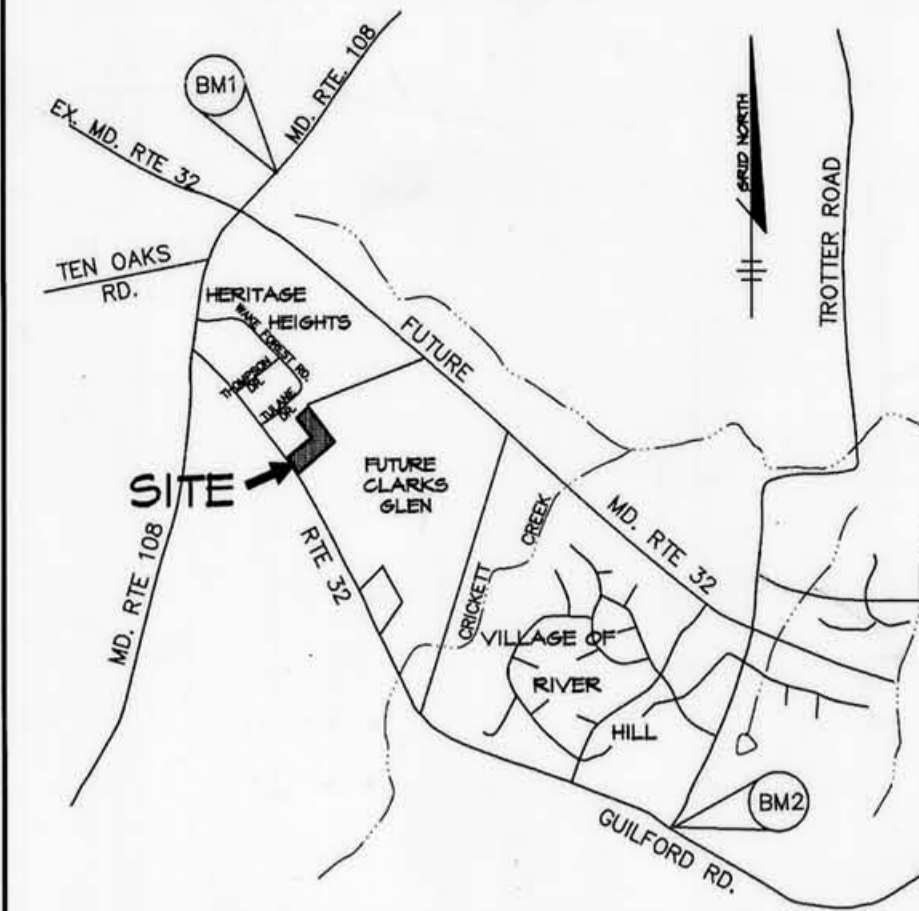 BM1
MD. RTE. 108
EX. MD. RTE 32
GRID NORTH
TROTTER ROAD
TEN OAKS
RD.
HERITAGE
HEIGHTS
WAKE FOREST RD.
THOMPSON
DR.
TULANE
DR.
FUTURE
MD. RTE 32
SITE
FUTURE
CLARKS
GLEN
MD. RTE 108
RTE 32
CRICKETT
CREEK
VILLAGE OF
RIVER
HILL
BM2
GUILFORD RD.